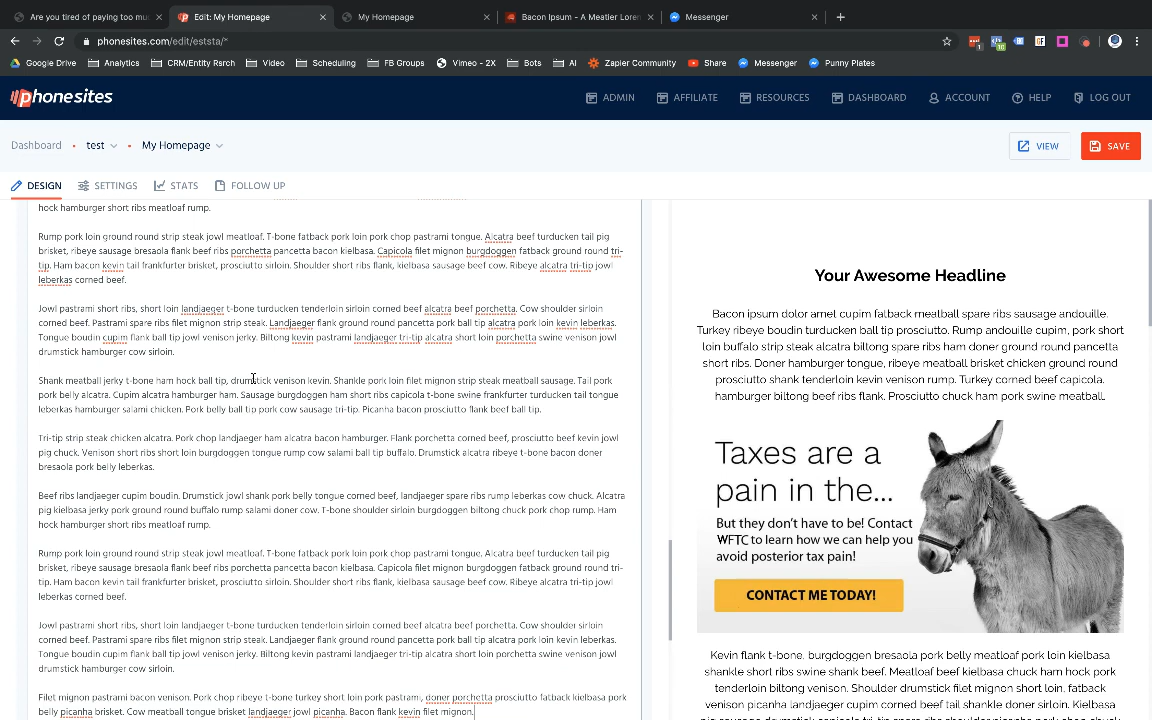 Are you tired of paying too mu
Edit: My Homepage
My Homepage
Bacon Ipsum - A Meatier Loren
Messenger
phonesites.com/edit/eststa/*
Google Drive
Analytics
CRM/Entity Rsrch
Video
Scheduling
FB Groups
Vimeo - 2X
Bots
AI
Zapier Community
Share
Messenger
Punny Plates
phonesites
ADMIN
AFFILIATE
RESOURCES
DASHBOARD
ACCOUNT
HELP
LOG OUT
Dashboard • test • My Homepage
VIEW
SAVE
DESIGN
SETTINGS
STATS
FOLLOW UP
hock hamburger short ribs meatloaf rump.
Rump pork loin ground round strip steak jowl meatloaf. T-bone fatback pork loin pork chop pastrami tongue. Alcatra beef turducken tail pig
brisket, ribeye sausage bresaola flank beef ribs porchetta pancetta bacon kielbasa. Capicola filet mignon burgdoggen fatback ground round tri-
tip. Ham bacon kevin tail frankfurter brisket, prosciutto sirloin. Shoulder short ribs flank, kielbasa sausage beef cow. Ribeye alcatra tri-tip jowl
leberkas corned beef.
Jowl pastrami short ribs, short loin landjaeger t-bone turducken tenderloin sirloin corned beef alcatra beef porchetta. Cow shoulder sirloin
corned beef. Pastrami spare ribs filet mignon strip steak. Landjaeger flank ground round pancetta pork ball tip alcatra pork loin kevin leberkas.
Tongue boudin cupim flank ball tip jowl venison jerky. Biltong kevin pastrami landjaeger tri-tip alcatra short loin porchetta swine venison jowl
drumstick hamburger cow sirloin.
Shank meatball jerky t-bone ham hock ball tip, drumstick venison kevin. Shankle pork loin filet mignon strip steak meatball sausage. Tail pork
pork belly alcatra. Cupim alcatra hamburger ham. Sausage burgdoggen ham short ribs capicola t-bone swine frankfurter turducken tail tongue
leberkas hamburger salami chicken. Pork belly ball tip pork cow sausage tri-tip. Picanha bacon prosciutto flank beef ball tip.
Tri-tip strip steak chicken alcatra. Pork chop landjaeger ham alcatra bacon hamburger. Flank porchetta corned beef, prosciutto beef kevin jowl
pig chuck. Venison short ribs short loin burgdoggen tongue rump cow salami ball tip buffalo. Drumstick alcatra ribeye t-bone bacon doner
bresaola pork belly leberkas.
Beef ribs landjaeger cupim boudin. Drumstick jowl shank pork belly tongue corned beef, landjaeger spare ribs rump leberkas cow chuck. Alcatra
pig kielbasa jerky pork ground round buffalo rump salami doner cow. T-bone shoulder sirloin burgdoggen biltong chuck pork chop rump. Ham
hock hamburger short ribs meatloaf rump.
Rump pork loin ground round strip steak jowl meatloaf. T-bone fatback pork loin pork chop pastrami tongue. Alcatra beef turducken tail pig
brisket, ribeye sausage bresaola flank beef ribs porchetta pancetta bacon kielbasa. Capicola filet mignon burgdoggen fatback ground round tri-
tip. Ham bacon kevin tail frankfurter brisket, prosciutto sirloin. Shoulder short ribs flank, kielbasa sausage beef cow. Ribeye alcatra tri-tip jowl
leberkas corned beef.
Jowl pastrami short ribs, short loin landjaeger t-bone turducken tenderloin sirloin corned beef alcatra beef porchetta. Cow shoulder sirloin
corned beef. Pastrami spare ribs filet mignon strip steak. Landjaeger flank ground round pancetta pork ball tip alcatra pork loin kevin leberkas.
Tongue boudin cupim flank ball tip jowl venison jerky. Biltong kevin pastrami landjaeger tri-tip alcatra short loin porchetta swine venison jowl
drumstick hamburger cow sirloin.
Filet mignon pastrami bacon venison. Pork chop ribeye t-bone turkey short loin pork pastrami, doner porchetta prosciutto fatback kielbasa pork
belly picanha brisket. Cow meatball tongue brisket landjaeger jowl picanha. Bacon flank kevin filet mignon.
Your Awesome Headline
Bacon ipsum dolor amet cupim fatback meatball spare ribs sausage andouille.
Turkey ribeye boudin turducken ball tip prosciutto. Rump andouille cupim, pork short
loin buffalo strip steak alcatra biltong spare ribs ham ground round pancetta
short ribs. Doner hamburger tongue, ribeye meatball brisket chicken ground round
prosciutto shank tenderloin kevin venison rump. Turkey corned beef capicola,
hamburger biltong beef ribs flank. Prosciutto chuck ham pork swine meatball.
Taxes are a
pain in the...
But they don't have to be! Contact
WFTC to learn how we can help you
avoid posterior tax pain!
CONTACT ME TODAY!
Kevin flank t-bone, burgdoggen pork belly meatloaf pork loin kielbasa
shankle short ribs swine shank beef. Meatloaf beef kielbasa chuck ham hock pork
tenderloin biltong venison. Shoulder drumstick filet mignon short loin, fatback
venison chicken pork loin ground round porchetta ball tip tail shankle doner. Kielbasa